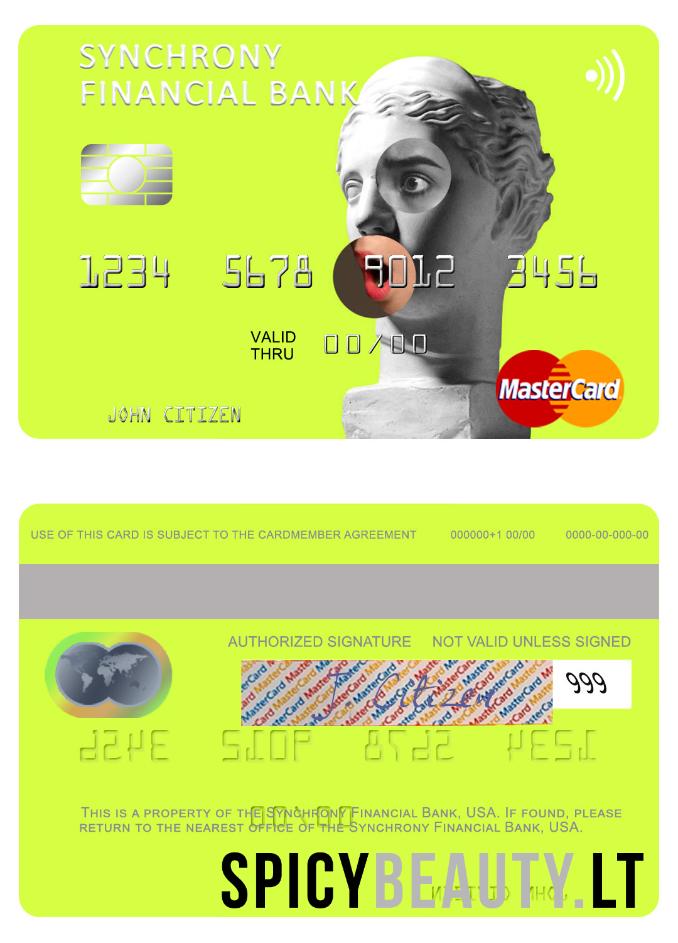 SYNCHRONY
FINANCIAL BANK
1234 5678 9012 3456
VALID
THRU 00/00
JOHN CITIZEN
MasterCard
USE OF THIS CARD IS SUBJECT TO THE CARDMEMBER AGREEMENT 000000+1 00/00 0000-00-000-00
AUTHORIZED SIGNATURE NOT VALID UNLESS SIGNED
J. Citizen 999
THIS IS A PROPERTY OF THE SYNCHRONY FINANCIAL BANK, USA. IF FOUND, PLEASE
RETURN TO THE NEAREST OFFICE OF THE SYNCHRONY FINANCIAL BANK, USA.
SPICYBEAUTY.LT